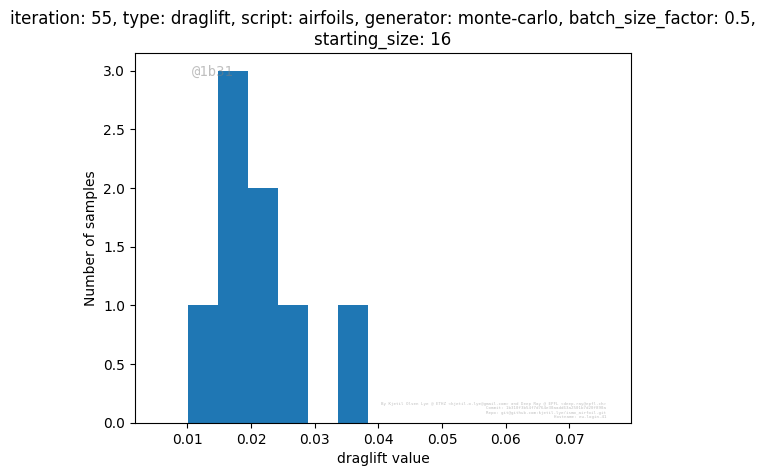 iteration: 55, type: draglift, script: airfoils, generator: monte-carlo, batch_size_factor: 0.5,
starting_size: 16
@1b31
3.0
2.5
2.0
1.5
1.0
0.5
0.0
Number of samples
0.01 0.02 0.03 0.04 0.05 0.06 0.07
draglift value